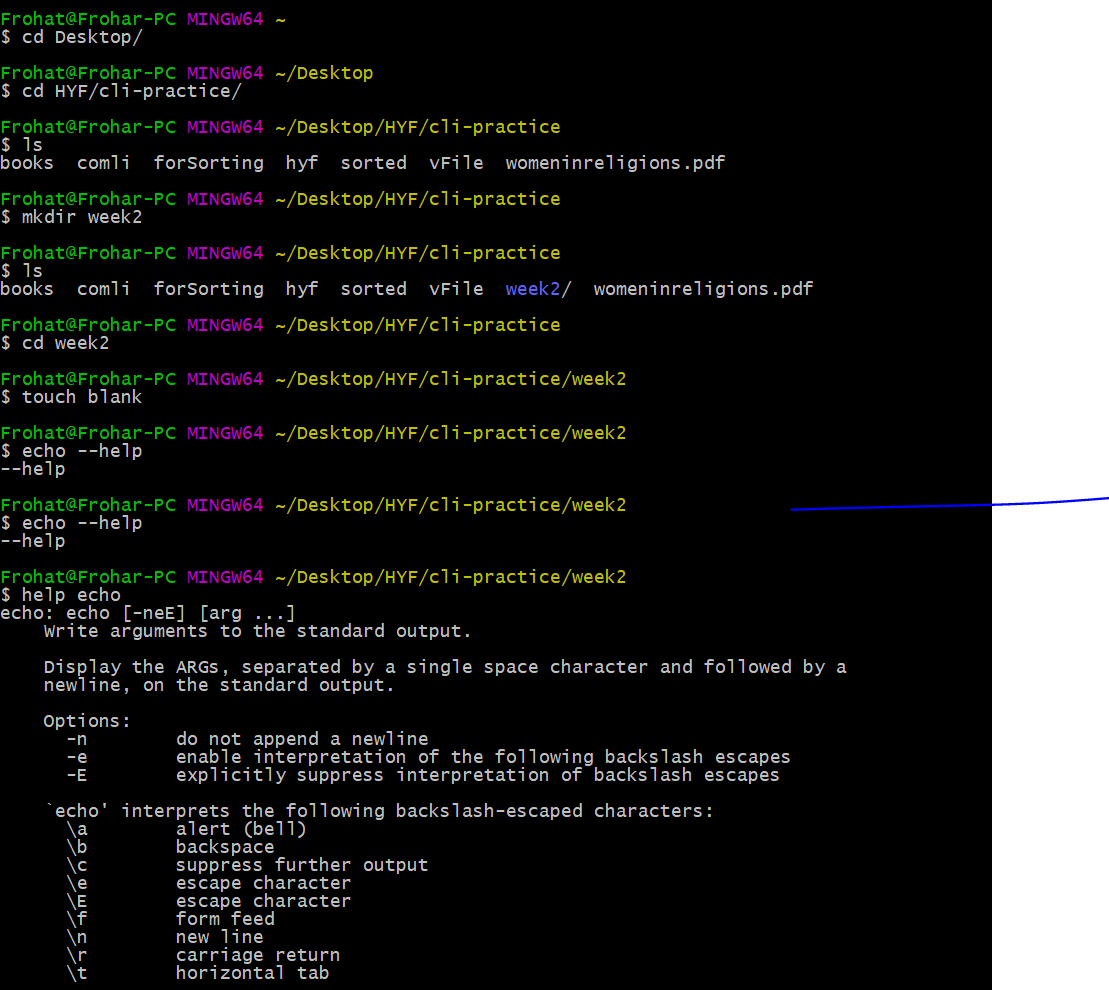 Frohat@Frohar-PC MINGW64 ~
$ cd Desktop/
Frohat@Frohar-PC MINGW64 ~/Desktop
$ cd HYF/cli-practice/
Frohat@Frohar-PC MINGW64 ~/Desktop/HYF/cli-practice
$ ls
books  comli  forSorting  hyf  sorted  vFile  womeninreligions.pdf
Frohat@Frohar-PC MINGW64 ~/Desktop/HYF/cli-practice
$ mkdir week2
Frohat@Frohar-PC MINGW64 ~/Desktop/HYF/cli-practice
$ ls
books  comli  forSorting  hyf  sorted  vFile  week2/  womeninreligions.pdf
Frohat@Frohar-PC MINGW64 ~/Desktop/HYF/cli-practice
$ cd week2
Frohat@Frohar-PC MINGW64 ~/Desktop/HYF/cli-practice/week2
$ touch blank
Frohat@Frohar-PC MINGW64 ~/Desktop/HYF/cli-practice/week2
$ echo --help
--help
Frohat@Frohar-PC MINGW64 ~/Desktop/HYF/cli-practice/week2
$ echo --help
--help
Frohat@Frohar-PC MINGW64 ~/Desktop/HYF/cli-practice/week2
$ help echo
echo: echo [-neE] [arg ...]
    Write arguments to the standard output.
    Display the ARGs, separated by a single space character and followed by a
    newline, on the standard output.
    Options:
      -n        do not append a newline
      -e        enable interpretation of the following backslash escapes
      -E        explicitly suppress interpretation of backslash escapes
    `echo' interprets the following backslash-escaped characters:
      \a        alert (bell)
      \b        backspace
      \c        suppress further output
      \e        escape character
      \E        escape character
      \f        form feed
      \n        new line
      \r        carriage return
      \t        horizontal tab